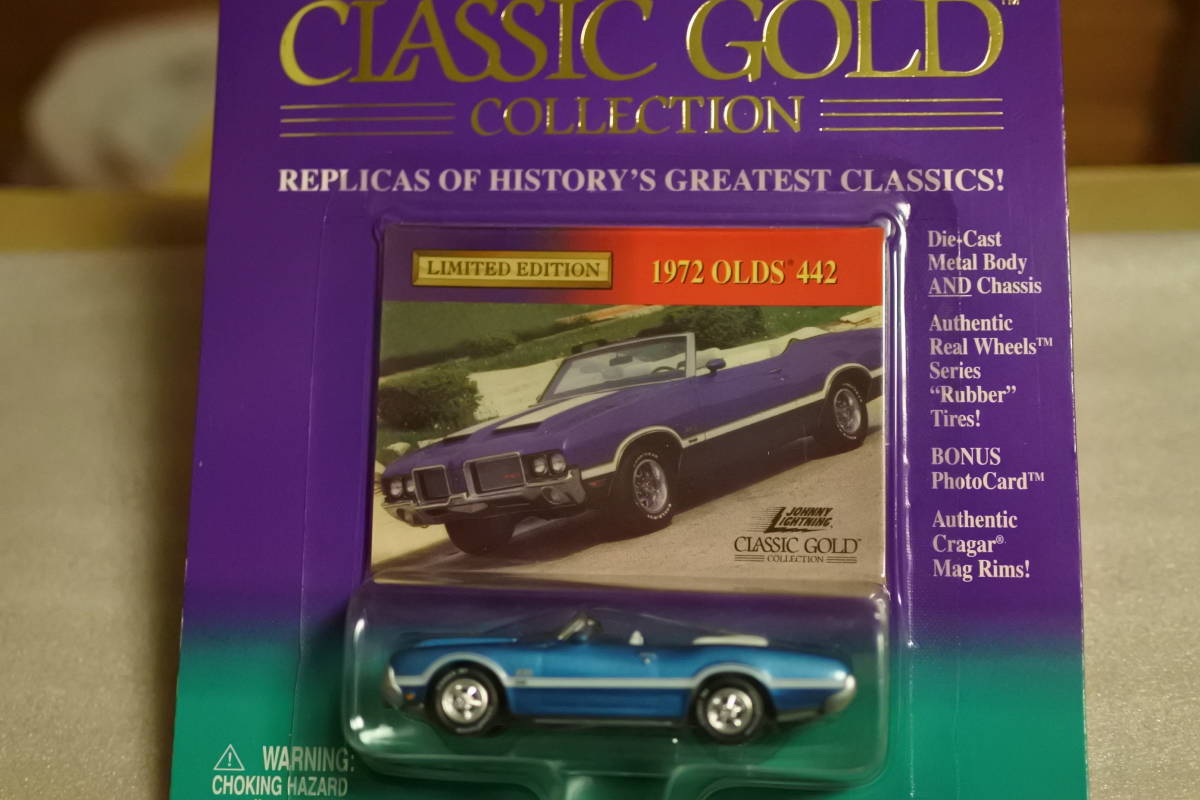 CLASSIC GOLD™
COLLECTION
REPLICAS OF HISTORY'S GREATEST CLASSICS!
LIMITED EDITION
1972 OLDS® 442
Die-Cast
Metal Body
AND Chassis
Authentic
Real Wheels™
Series
"Rubber"
Tires!
BONUS
PhotoCard™
Authentic
Cragar®
Mag Rims!
JOHNNY
LIGHTNING
CLASSIC GOLD™
COLLECTION
WARNING:
CHOKING HAZARD